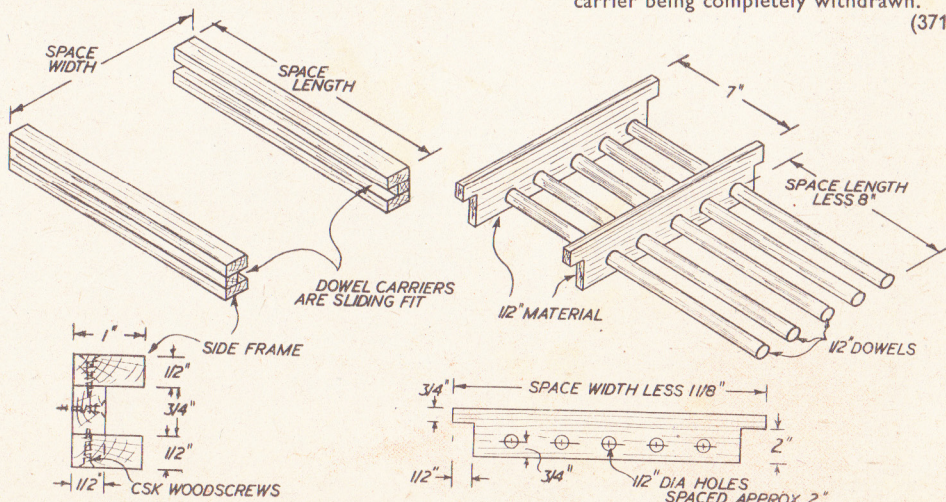 carrier being completely withdrawn.
(371
SPACE
WIDTH
SPACE
LENGTH
7"
SPACE LENGTH
LESS 8"
DOWEL CARRIERS
ARE SLIDING FIT
1/2" MATERIAL
1/2" DOWELS
1"
SIDE FRAME
1/2"
3/4"
1/2"
1/2"
CSK WOODSCREWS
3/4"
SPACE WIDTH LESS 1 1/8"
2"
1/2"
3/4"
1/2" DIA HOLES
SPACED APPROX 2"